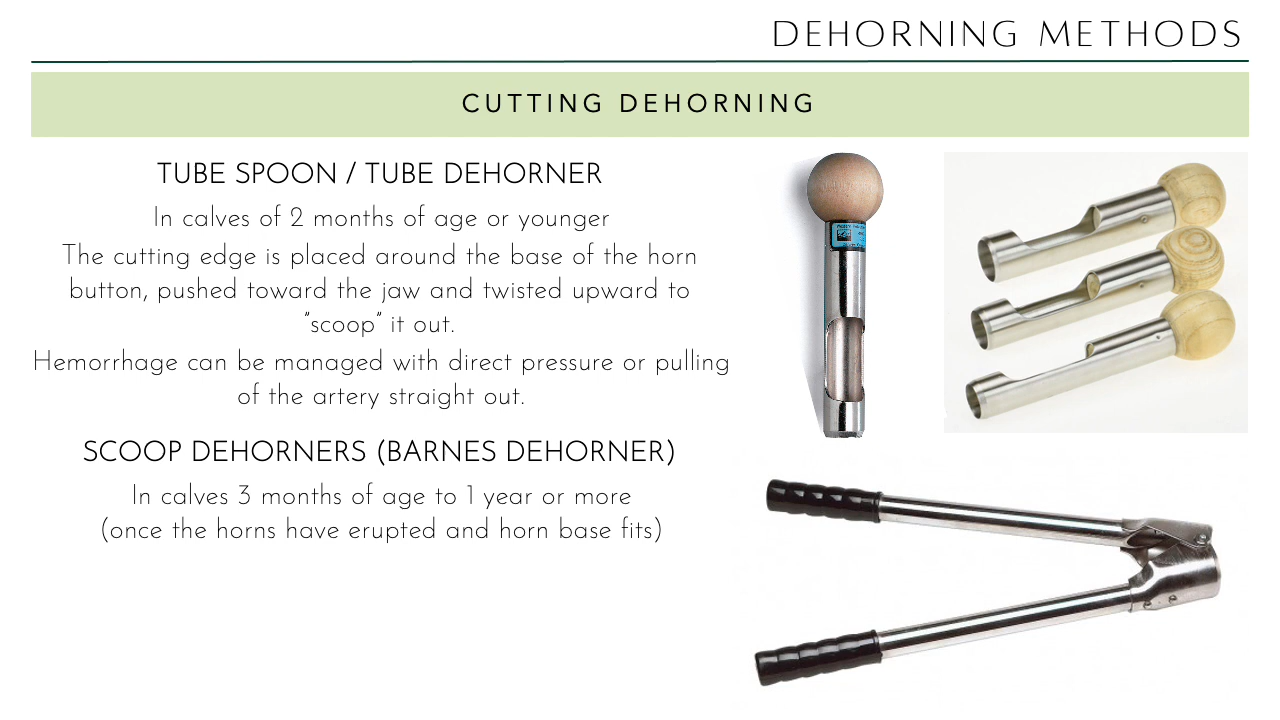 DEHORNING METHODS
CUTTING DEHORNING
TUBE SPOON / TUBE DEHORNER
In calves of 2 months of age or younger
The cutting edge is placed around the base of the horn
button, pushed toward the jaw and twisted upward to
"scoop" it out.
Hemorrhage can be managed with direct pressure or pulling
of the artery straight out.
SCOOP DEHORNERS (BARNES DEHORNER)
In calves 3 months of age to 1 year or more
(once the horns have erupted and horn base fits)